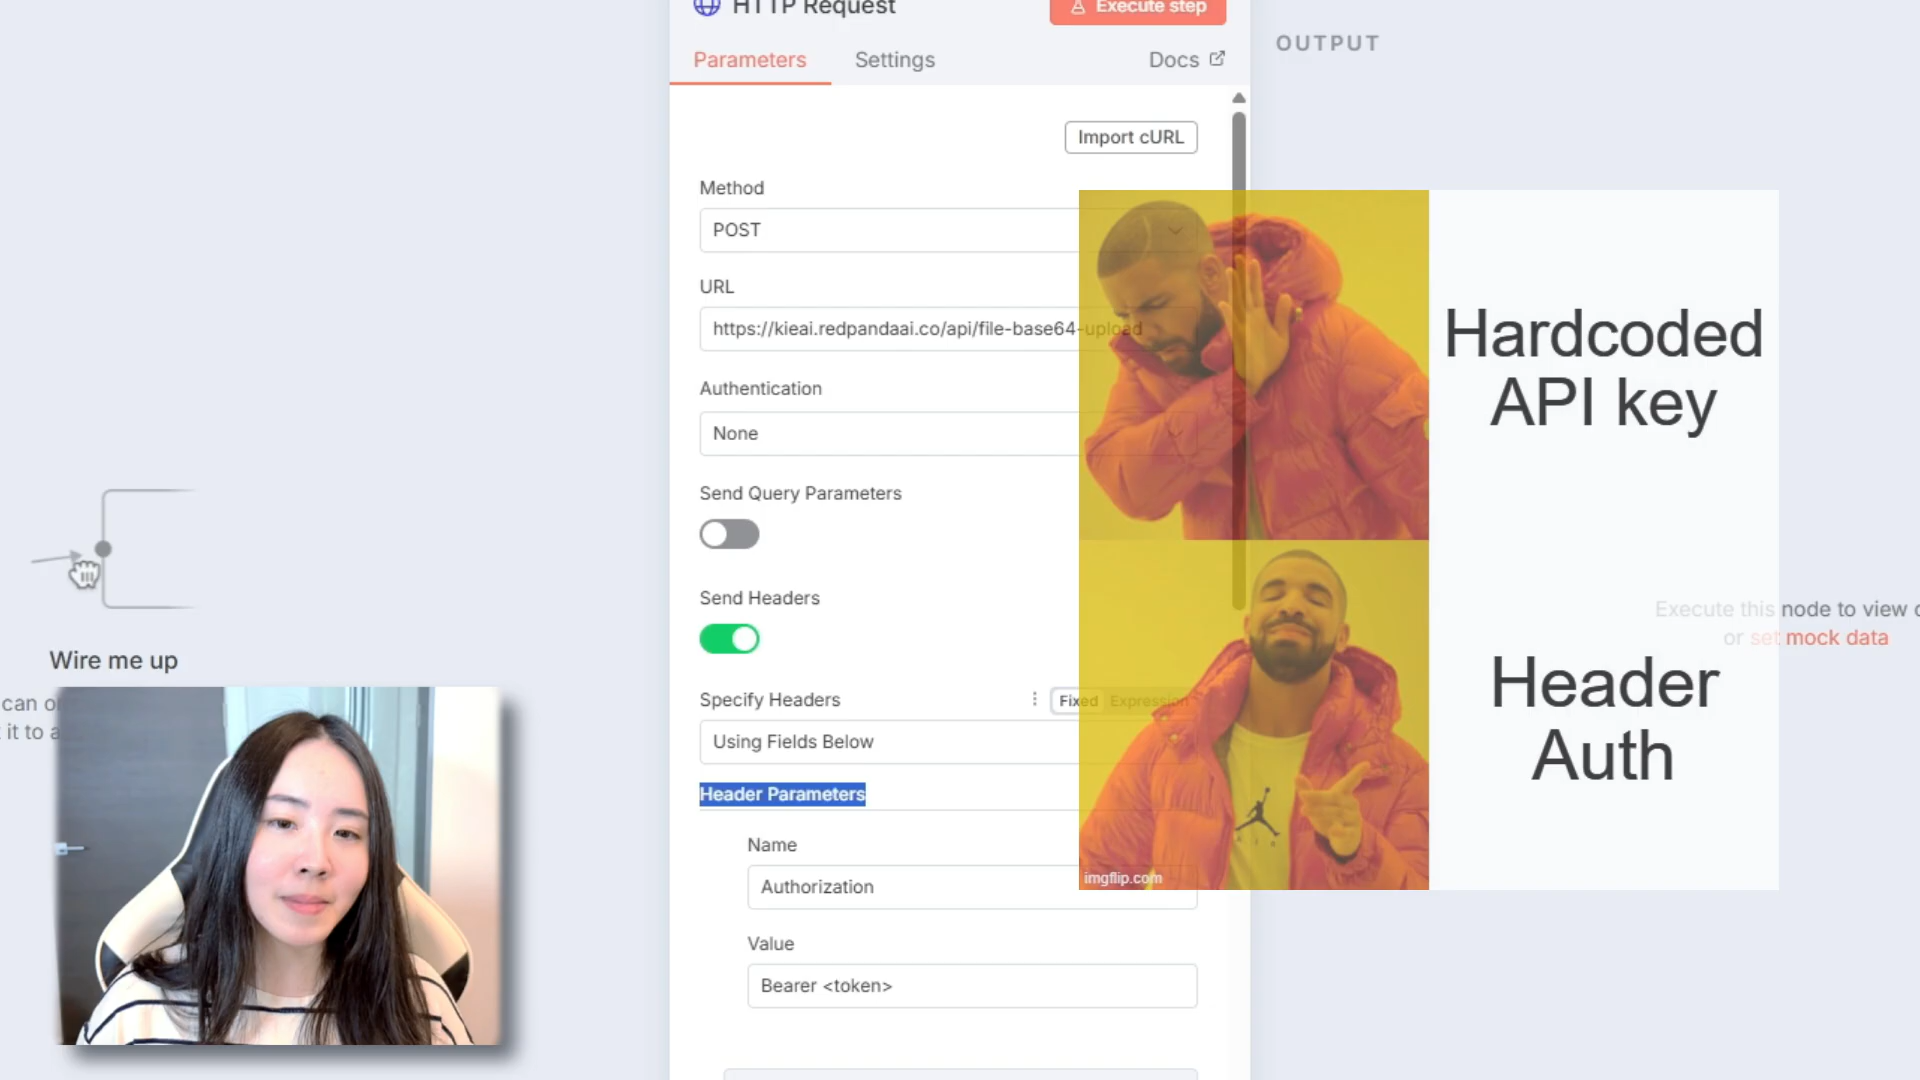 HTTP Request
Execute step
OUTPUT
Parameters
Settings
Docs
Import cURL
Method
POST
URL
https://kieai.redpandaai.co/api/file-base64-upload
Authentication
None
Send Query Parameters
Send Headers
Specify Headers
Fixed
Expression
Using Fields Below
Header Parameters
Name
Authorization
Value
Bearer <token>
Hardcoded
API key
Header
Auth
imgflip.com
Execute this node to view
or set mock data
Wire me up
can
it to